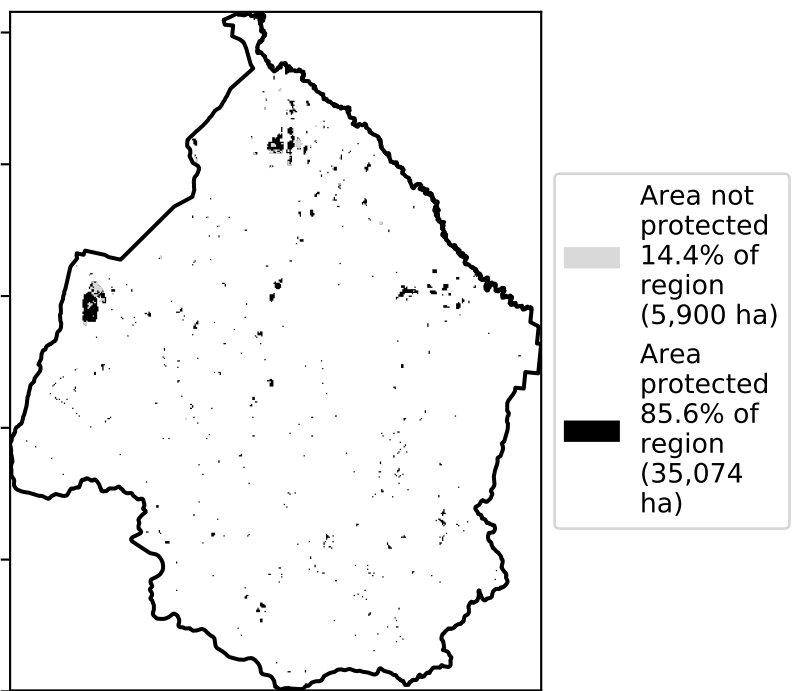 Area not
protected
14.4% of
region
(5,900 ha)
Area
protected
85.6% of
region
(35,074
ha)